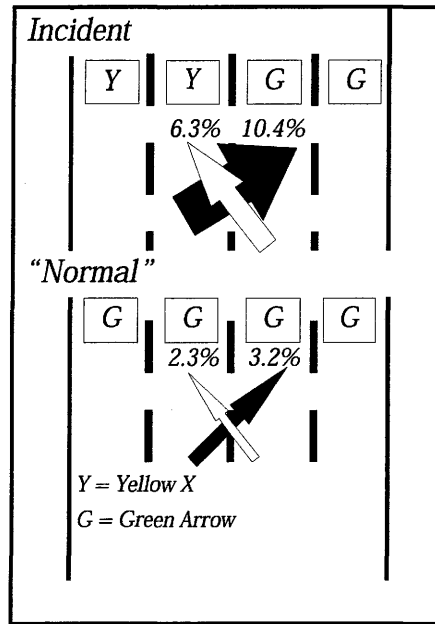 Incident
Y Y G G
6.3% 10.4%
“Normal”
G G G G
2.3% 3.2%
Y = Yellow X
G = Green Arrow